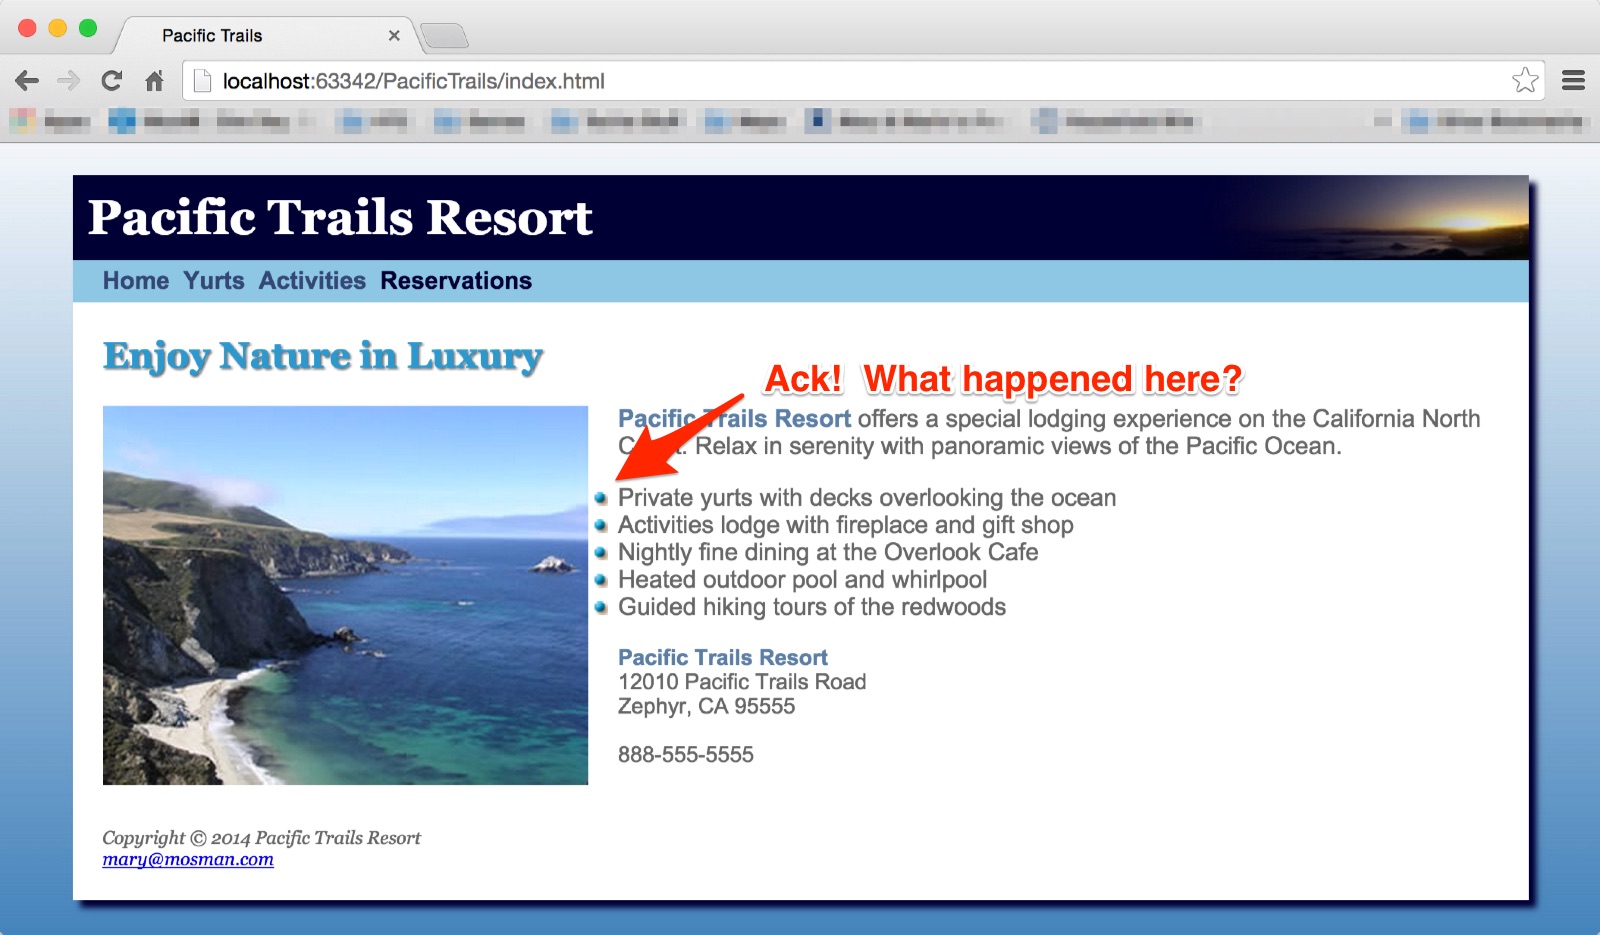 Pacific Trails
localhost:63342/PacificTrails/index.html
Pacific Trails Resort
Home Yurts Activities Reservations
Enjoy Nature in Luxury
Ack! What happened here?
Pacific Trails Resort offers a special lodging experience on the California North
Relax in serenity with panoramic views of the Pacific Ocean.
Private yurts with decks overlooking the ocean
Activities lodge with fireplace and gift shop
Nightly fine dining at the Overlook Cafe
Heated outdoor pool and whirlpool
Guided hiking tours of the redwoods
Pacific Trails Resort
12010 Pacific Trails Road
Zephyr, CA 95555
888-555-5555
Copyright © 2014 Pacific Trails Resort
mary@mosman.com